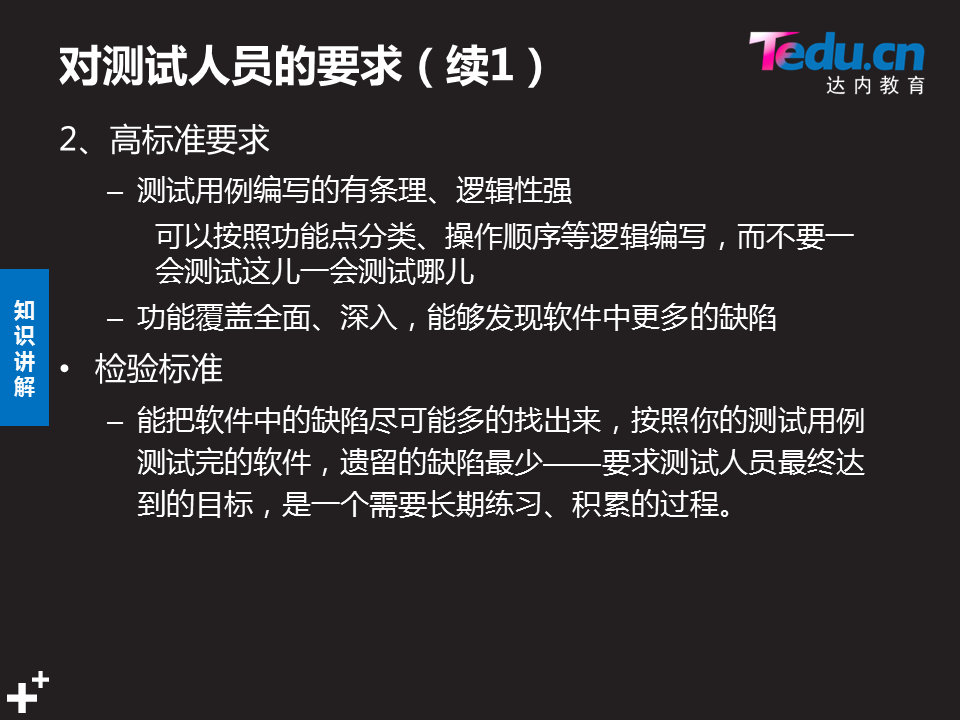 对测试人员的要求（续1）
Tedu.cn
达内教育
2、高标准要求
– 测试用例编写的有条理、逻辑性强
可以按照功能点分类、操作顺序等逻辑编写，而不要一
会测试这儿一会测试哪儿
– 功能覆盖全面、深入，能够发现软件中更多的缺陷
知识讲解
• 检验标准
– 能把软件中的缺陷尽可能多的找出来，按照你的测试用例
测试完的软件，遗留的缺陷最少——要求测试人员最终达
到的目标，是一个需要长期练习、积累的过程。